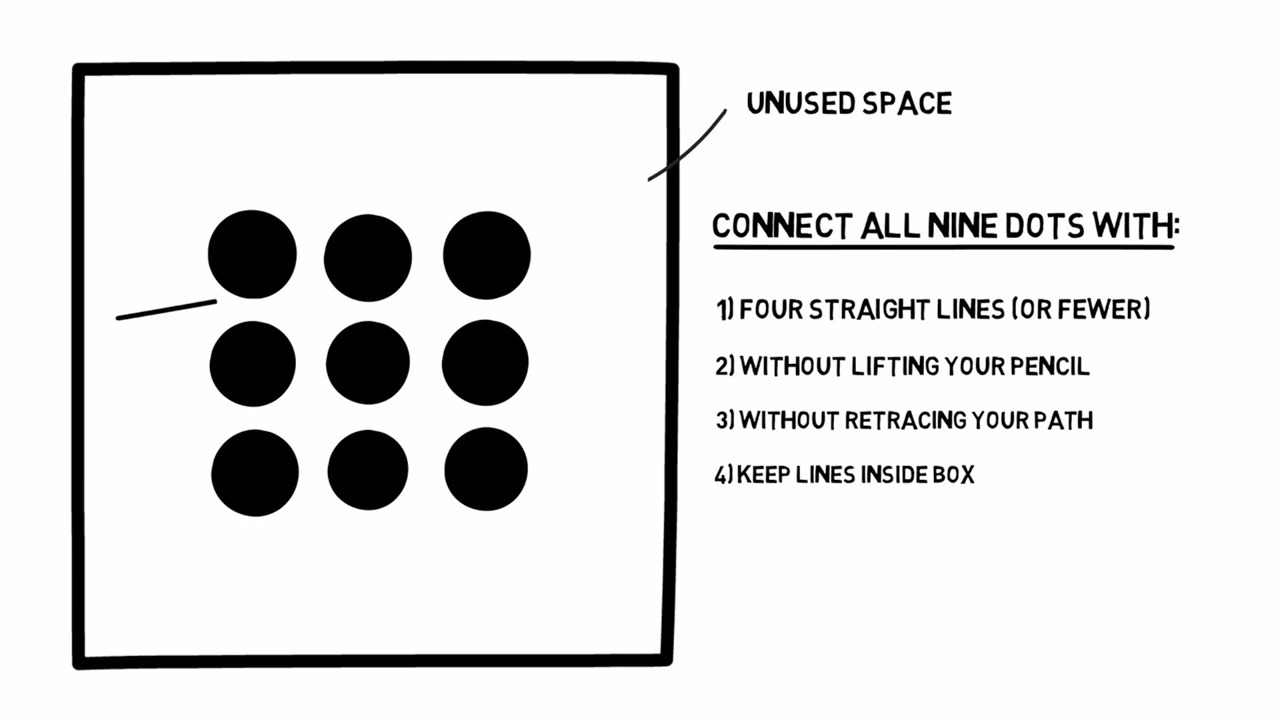 UNUSED SPACE
CONNECT ALL NINE DOTS WITH:
1) FOUR STRAIGHT LINES (OR FEWER)
2) WITHOUT LIFTING YOUR PENCIL
3) WITHOUT RETRACING YOUR PATH
4) KEEP LINES INSIDE BOX